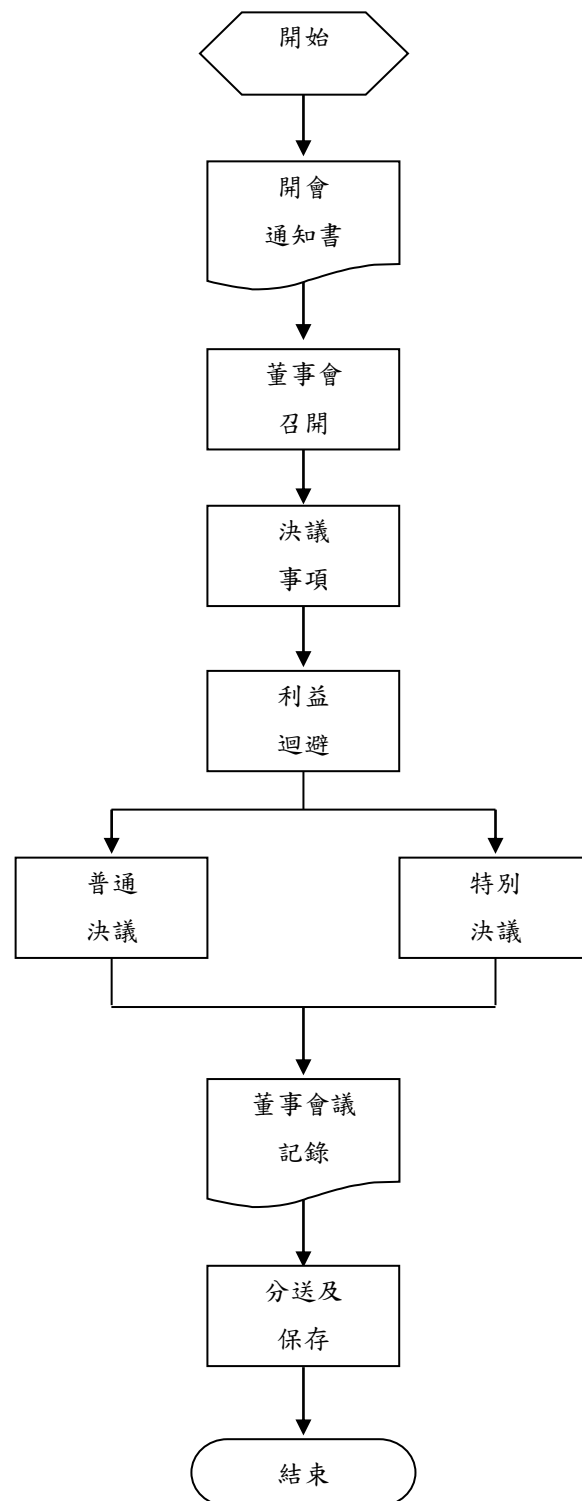 開始
開會
通知書
董事會
召開
決議
事項
利益
迴避
普通
決議
特別
決議
董事會議
記錄
分送及
保存
結束